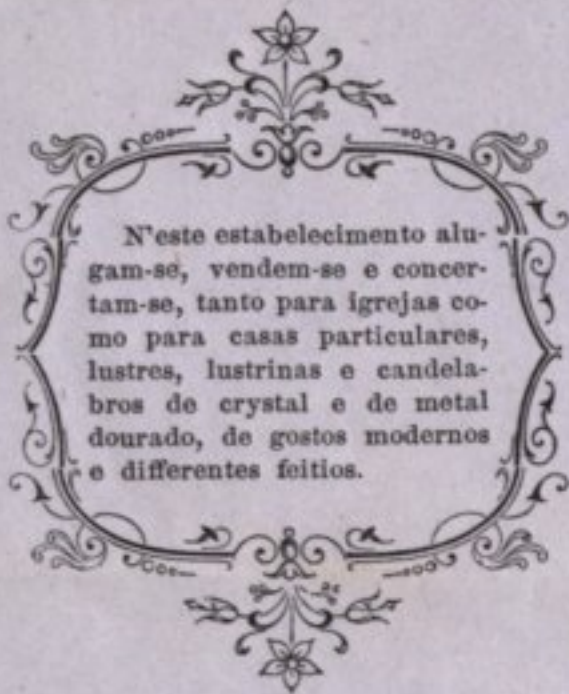 N'este estabelecimento alu-
gam-se, vendem-se e concer-
tam-se, tanto para igrejas co-
mo para casas particulares,
lustres, lustrinas e candela-
bros de crystal e de metal
dourado, de gostos modernos
e differentes feitios.